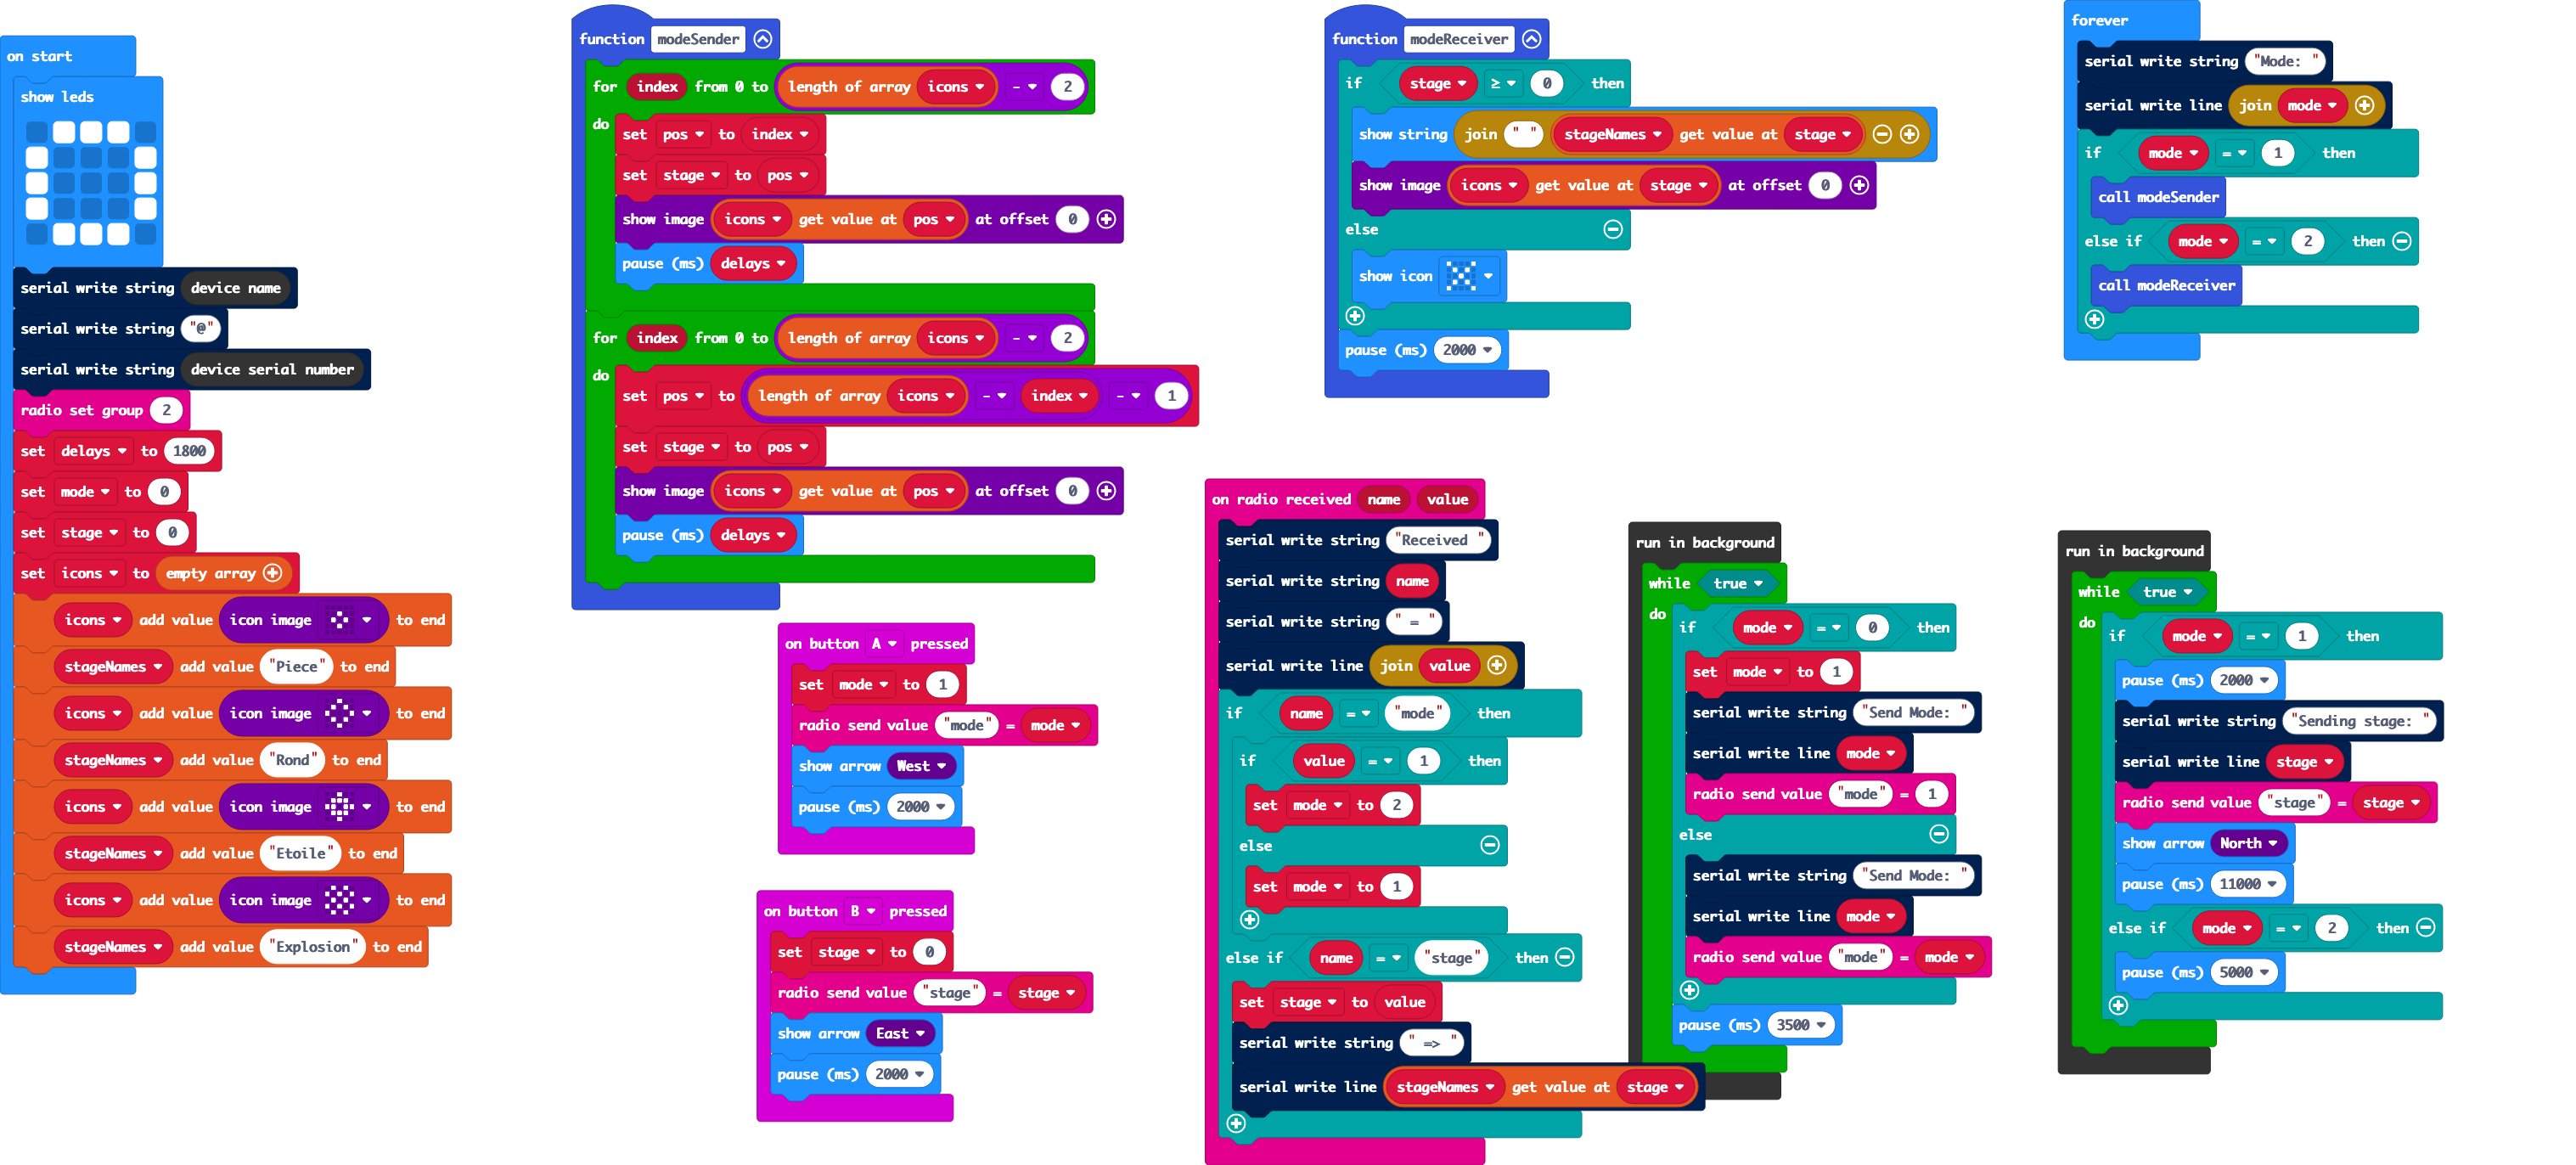 on start
show leds
serial write string device name
serial write string "@"
serial write string device serial number
radio set group 2
set delays to 1800
set mode to 0
set stage to 0
set icons to empty array
icons add value icon image to end
stageNames add value "Piece" to end
icons add value icon image to end
stageNames add value "Rond" to end
icons add value icon image to end
stageNames add value "Etoile" to end
icons add value icon image to end
stageNames add value "Explosion" to end
function modeSender
for index from 0 to length of array icons - 2
do
set pos to index
set stage to pos
show image icons get value at pos at offset 0
pause (ms) delays
for index from 0 to length of array icons - 2
do
set pos to length of array icons - index - 1
set stage to pos
show image icons get value at pos at offset 0
pause (ms) delays
on button A pressed
set mode to 1
radio send value "mode" = mode
show arrow West
pause (ms) 2000
on button B pressed
set stage to 0
radio send value "stage" = stage
show arrow East
pause (ms) 2000
function modeReceiver
if stage ≥ 0 then
show string join " " stageNames get value at stage
show image icons get value at stage at offset 0
else
show icon
pause (ms) 2000
on radio received name value
serial write string "Received "
serial write string name
serial write string " = "
serial write line join value
if name = "mode" then
if value = 1 then
set mode to 2
else
set mode to 1
else if name = "stage" then
set stage to value
serial write string " => "
serial write line stageNames get value at stage
run in background
while true
do
if mode = 0 then
set mode to 1
serial write string "Send Mode: "
serial write line mode
radio send value "mode" = 1
else
serial write string "Send Mode: "
serial write line mode
radio send value "mode" = mode
pause (ms) 3500
forever
serial write string "Mode: "
serial write line join mode
if mode = 1 then
call modeSender
else if mode = 2 then
call modeReceiver
run in background
while true
do
if mode = 1 then
pause (ms) 2000
serial write string "Sending stage: "
serial write line stage
radio send value "stage" = stage
show arrow North
pause (ms) 11000
else if mode = 2 then
pause (ms) 5000